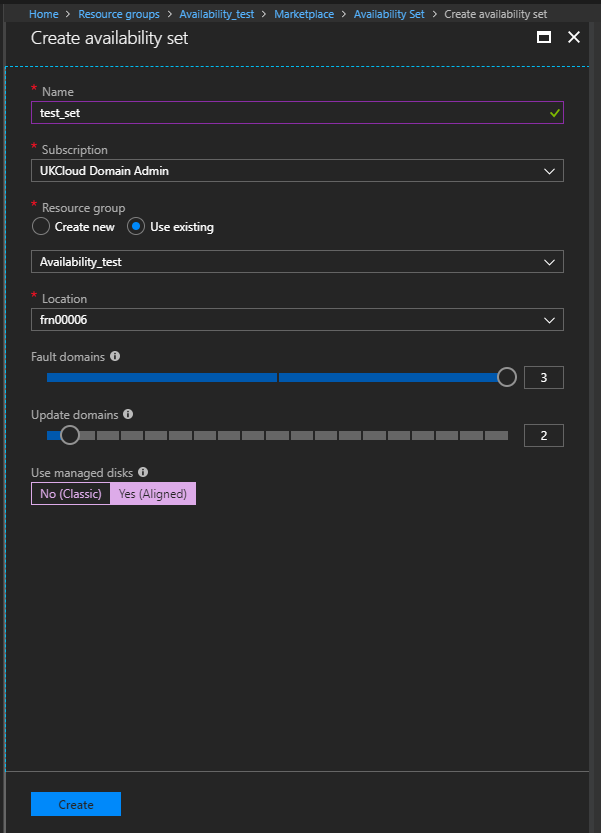 Home > Resource groups > Availability_test > Marketplace > Availability Set > Create availability set
Create availability set
* Name
test_set
* Subscription
UKCloud Domain Admin
* Resource group
Create new Use existing
Availability_test
* Location
frn00006
Fault domains
3
Update domains
2
Use managed disks
No (Classic) Yes (Aligned)
Create